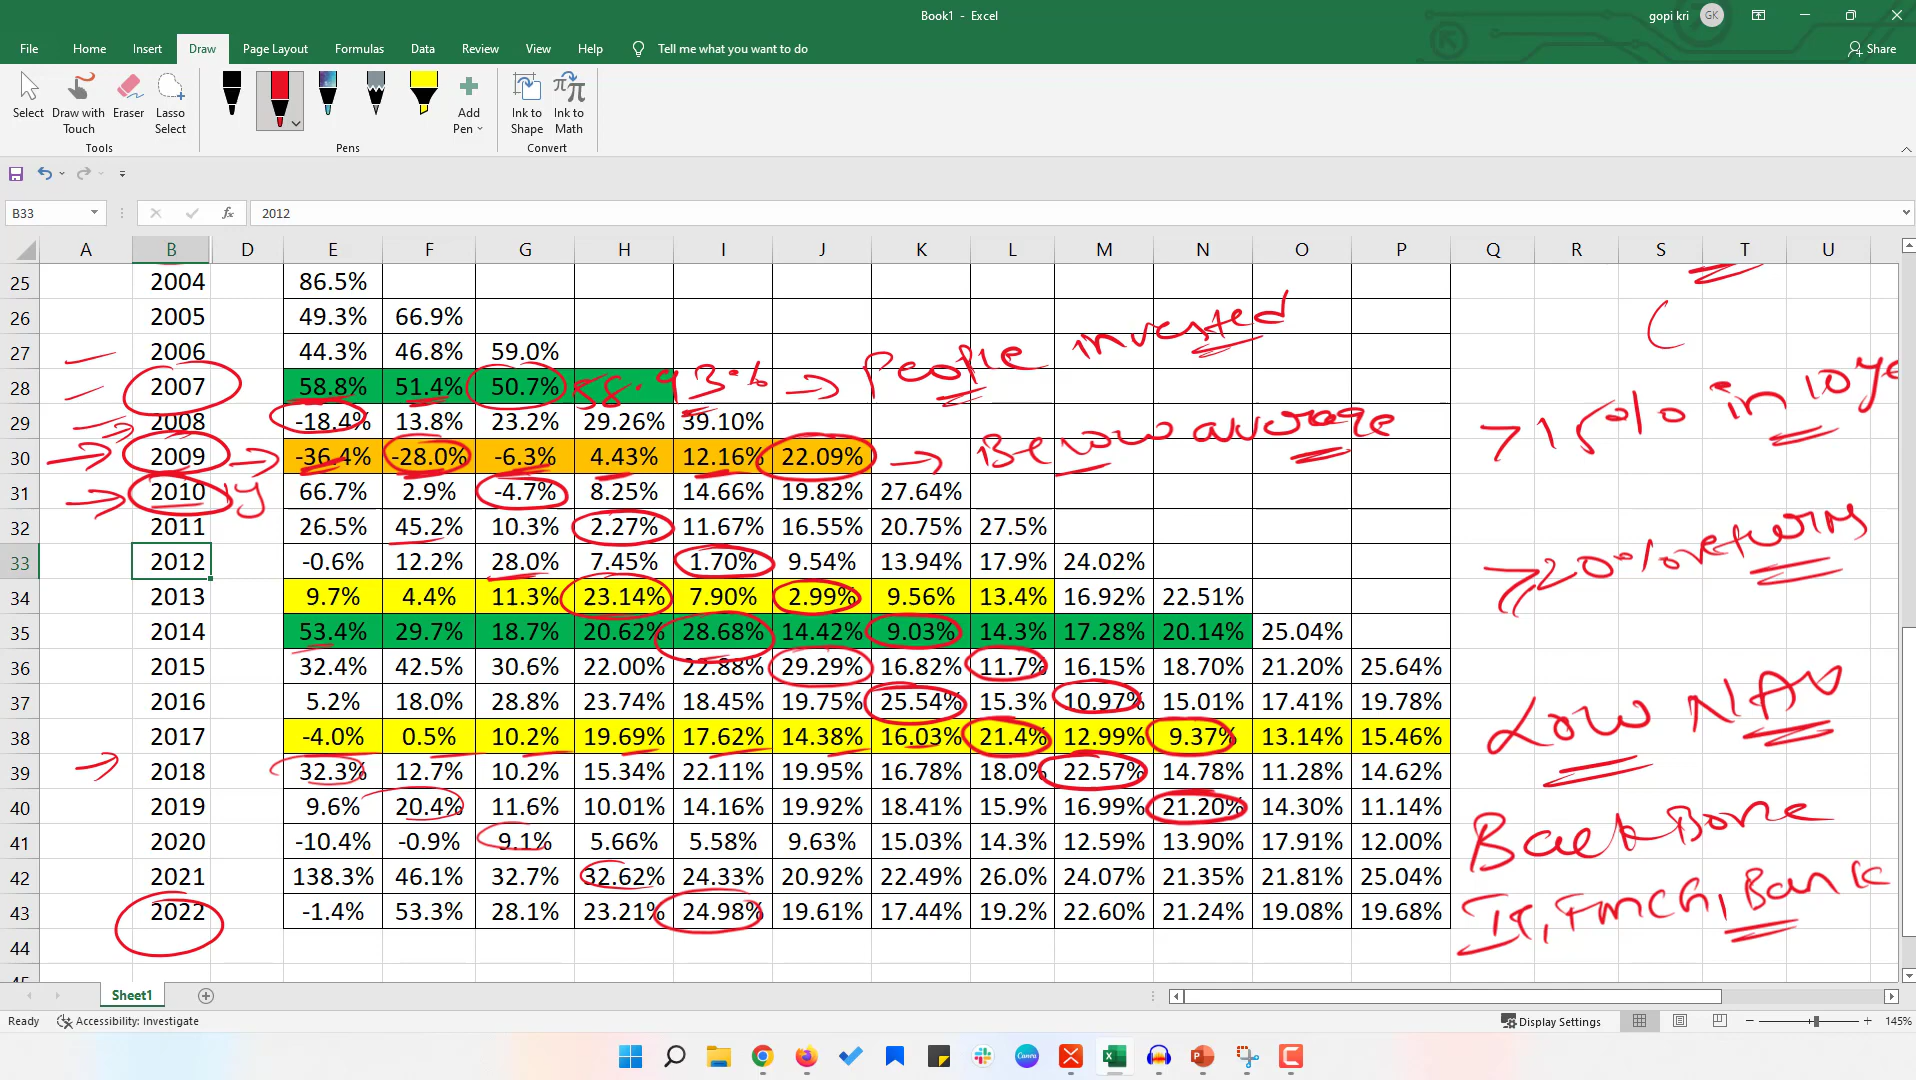 Book1 - Excel
gopi kri GK
File Home Insert Draw Page Layout Formulas Data Review View Help Tell me what you want to do Share
Select Draw with Touch Eraser Lasso Select Add Pen Ink to Shape Ink to Math
Tools Pens Convert
B33 fx 2012
A B D E F G H I J K L M N O P Q R S T U
25 2004 86.5%
26 2005 49.3% 66.9%
27 2006 44.3% 46.8% 59.0% invested
28 2007 58.8% 51.4% 50.7% 58.93% → People
29 2008 -18.4% 13.8% 23.2% 29.26% 39.10% >15% in 10ye
30 2009 -36.4% -28.0% -6.3% 4.43% 12.16% 22.09% → Below average
31 2010 1y 66.7% 2.9% -4.7% 8.25% 14.66% 19.82% 27.64%
32 2011 26.5% 45.2% 10.3% 2.27% 11.67% 16.55% 20.75% 27.5%
33 2012 -0.6% 12.2% 28.0% 7.45% 1.70% 9.54% 13.94% 17.9% 24.02% returns
34 2013 9.7% 4.4% 11.3% 23.14% 7.90% 2.99% 9.56% 13.4% 16.92% 22.51%
35 2014 53.4% 29.7% 18.7% 20.62% 28.68% 14.42% 9.03% 14.3% 17.28% 20.14% 25.04%
36 2015 32.4% 42.5% 30.6% 22.00% 22.88% 29.29% 16.82% 11.7% 16.15% 18.70% 21.20% 25.64%
37 2016 5.2% 18.0% 28.8% 23.74% 18.45% 19.75% 25.54% 15.3% 10.97% 15.01% 17.41% 19.78% Low NAV
38 2017 -4.0% 0.5% 10.2% 19.69% 17.62% 14.38% 16.03% 21.4% 12.99% 9.37% 13.14% 15.46%
39 2018 32.3% 12.7% 10.2% 15.34% 22.11% 19.95% 16.78% 18.0% 22.57% 14.78% 11.28% 14.62%
40 2019 9.6% 20.4% 11.6% 10.01% 14.16% 19.92% 18.41% 15.9% 16.99% 21.20% 14.30% 11.14% BackBone
41 2020 -10.4% -0.9% 9.1% 5.66% 5.58% 9.63% 15.03% 14.3% 12.59% 13.90% 17.91% 12.00%
42 2021 138.3% 46.1% 32.7% 32.62% 24.33% 20.92% 22.49% 26.0% 24.07% 21.35% 21.81% 25.04%
43 2022 -1.4% 53.3% 28.1% 23.21% 24.98% 19.61% 17.44% 19.2% 22.60% 21.24% 19.08% 19.68% IT, FMCG, Bank
44
Sheet1
Ready Accessibility: Investigate Display Settings 145%